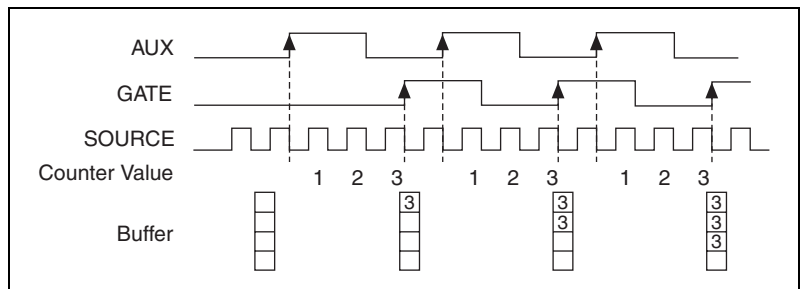 AUX
GATE
SOURCE
Counter Value 1 2 3 1 2 3 1 2 3
3 3 3
Buffer 3 3
3